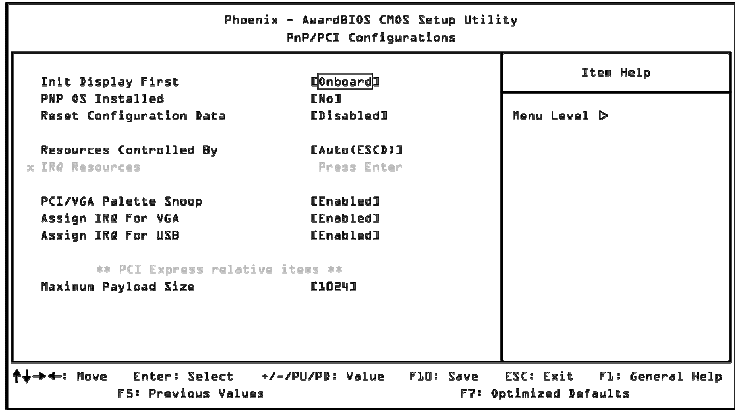 Phoenix - AwardBIOS CMOS Setup Utility
PnP/PCI Configurations
Init Display First [Onboard]
PNP OS Installed [No]
Reset Configuration Data [Disabled]
Resources Controlled By [Auto(ESCD)]
x IRQ Resources Press Enter
PCI/VGA Palette Snoop [Enabled]
Assign IRQ For VGA [Enabled]
Assign IRQ For USB [Enabled]
** PCI Express relative items **
Maximum Payload Size [1024]
Item Help
Menu Level ▷
↑↓→←: Move Enter: Select +/-/PU/PD: Value F10: Save ESC: Exit F1: General Help
F5: Previous Values F7: Optimized Defaults